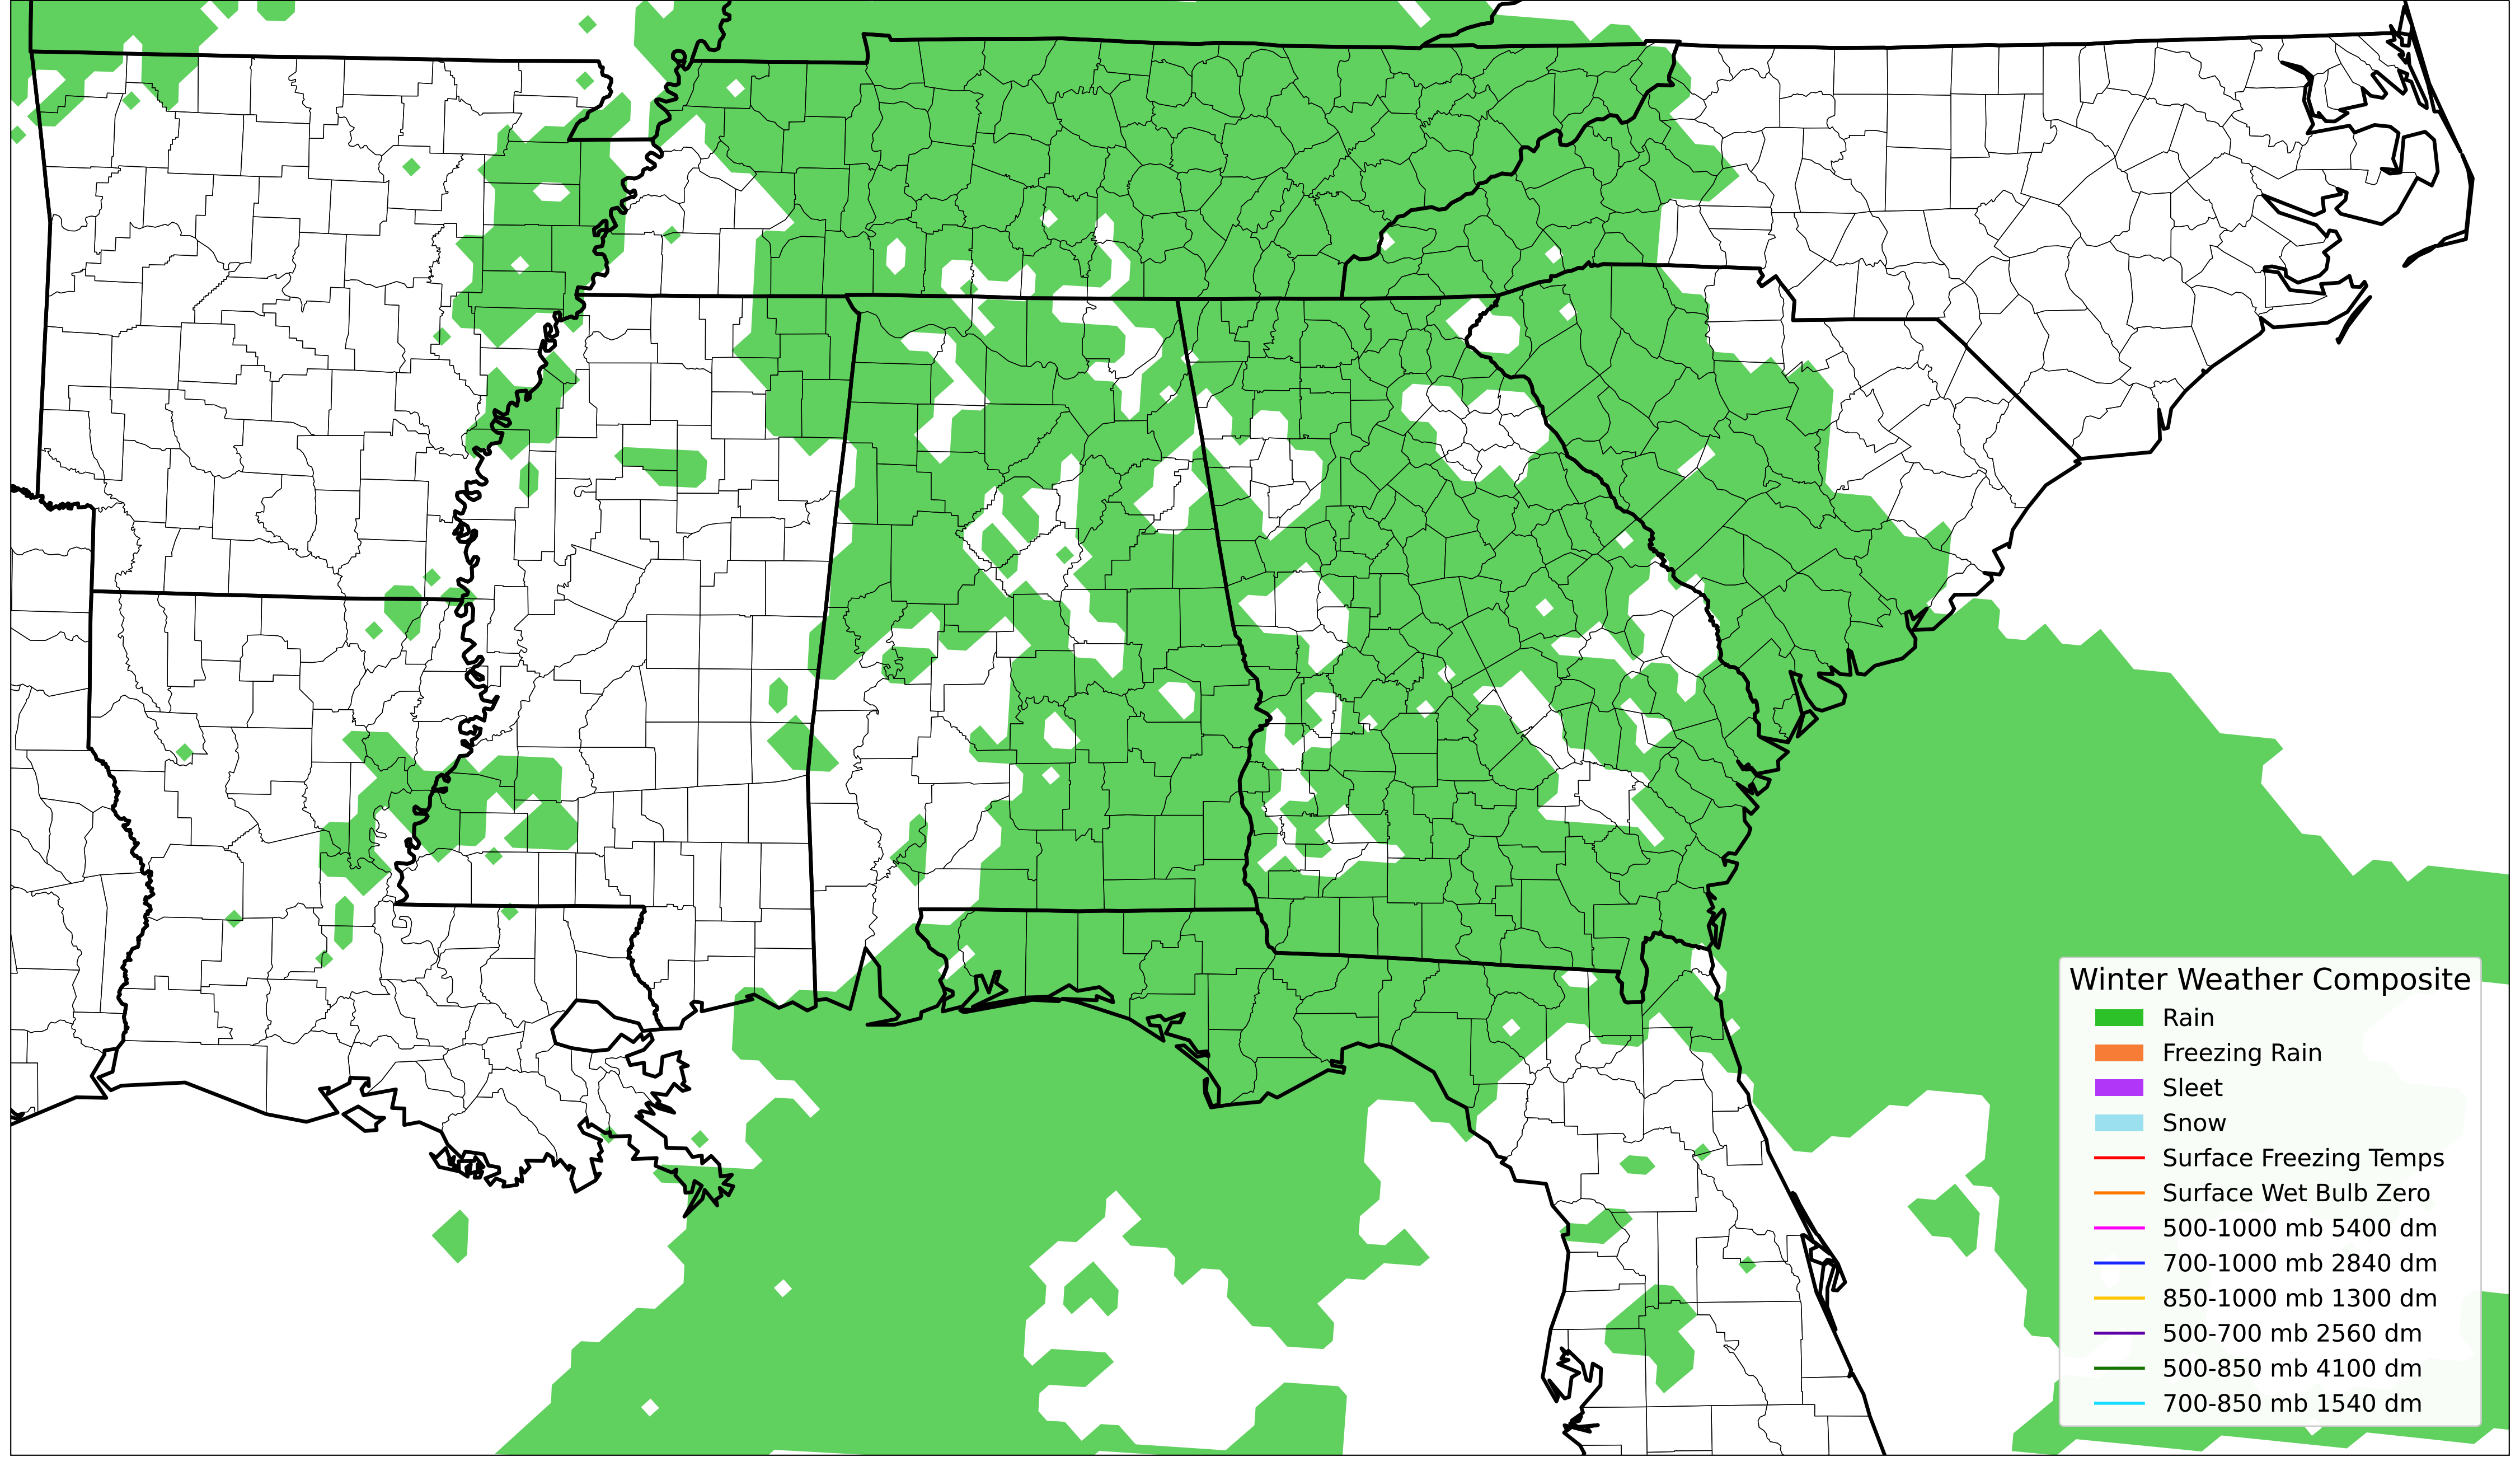 Winter Weather Composite
Rain
Freezing Rain
Sleet
Snow
Surface Freezing Temps
Surface Wet Bulb Zero
500-1000 mb 5400 dm
700-1000 mb 2840 dm
850-1000 mb 1300 dm
500-700 mb 2560 dm
500-850 mb 4100 dm
700-850 mb 1540 dm